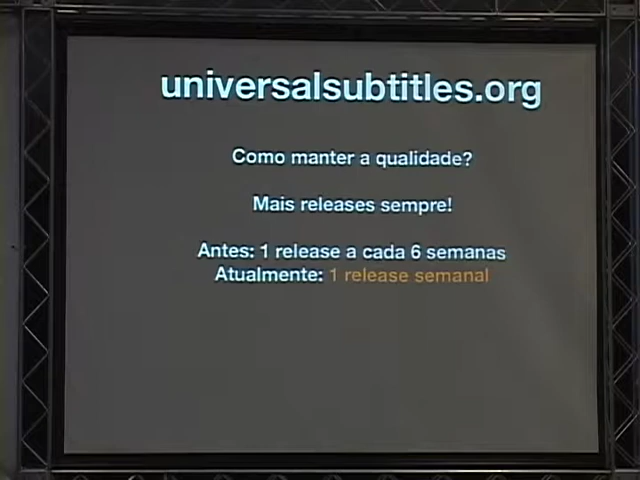 universalsubtitles.org
Como manter a qualidade?
Mais releases sempre!
Antes: 1 release a cada 6 semanas
Atualmente: 1 release semanal